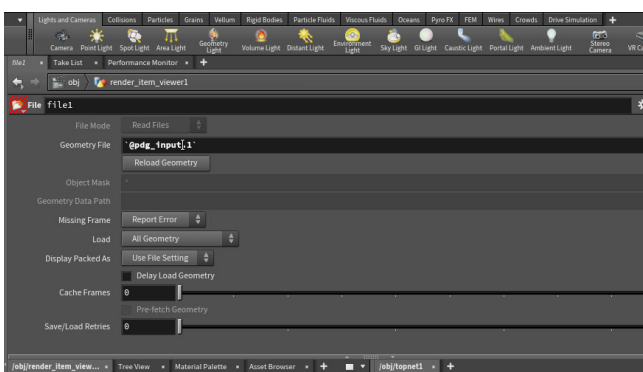 Lights and Cameras Collisions Particles Grains Vellum Rigid Bodies Particle Fluids Viscous Fluids Oceans Pyro FX FEM Wires Crowds Drive Simulation +
Camera Point Light Spot Light Area Light Geometry Light Volume Light Distant Light Environment Light Sky Light GI Light Caustic Light Portal Light Ambient Light Stereo Camera VR Ca
file1 × Take List × Performance Monitor × +
obj render_item_viewer1
File file1
File Mode Read Files
Geometry File `@pdg_input.1`
Reload Geometry
Object Mask *
Geometry Data Path
Missing Frame Report Error
Load All Geometry
Display Packed As Use File Setting
Delay Load Geometry
Cache Frames 0
Pre-fetch Geometry
Save/Load Retries 0
/obj/render_item_view... × Tree View × Material Palette × Asset Browser × + /obj/topnet1 × +